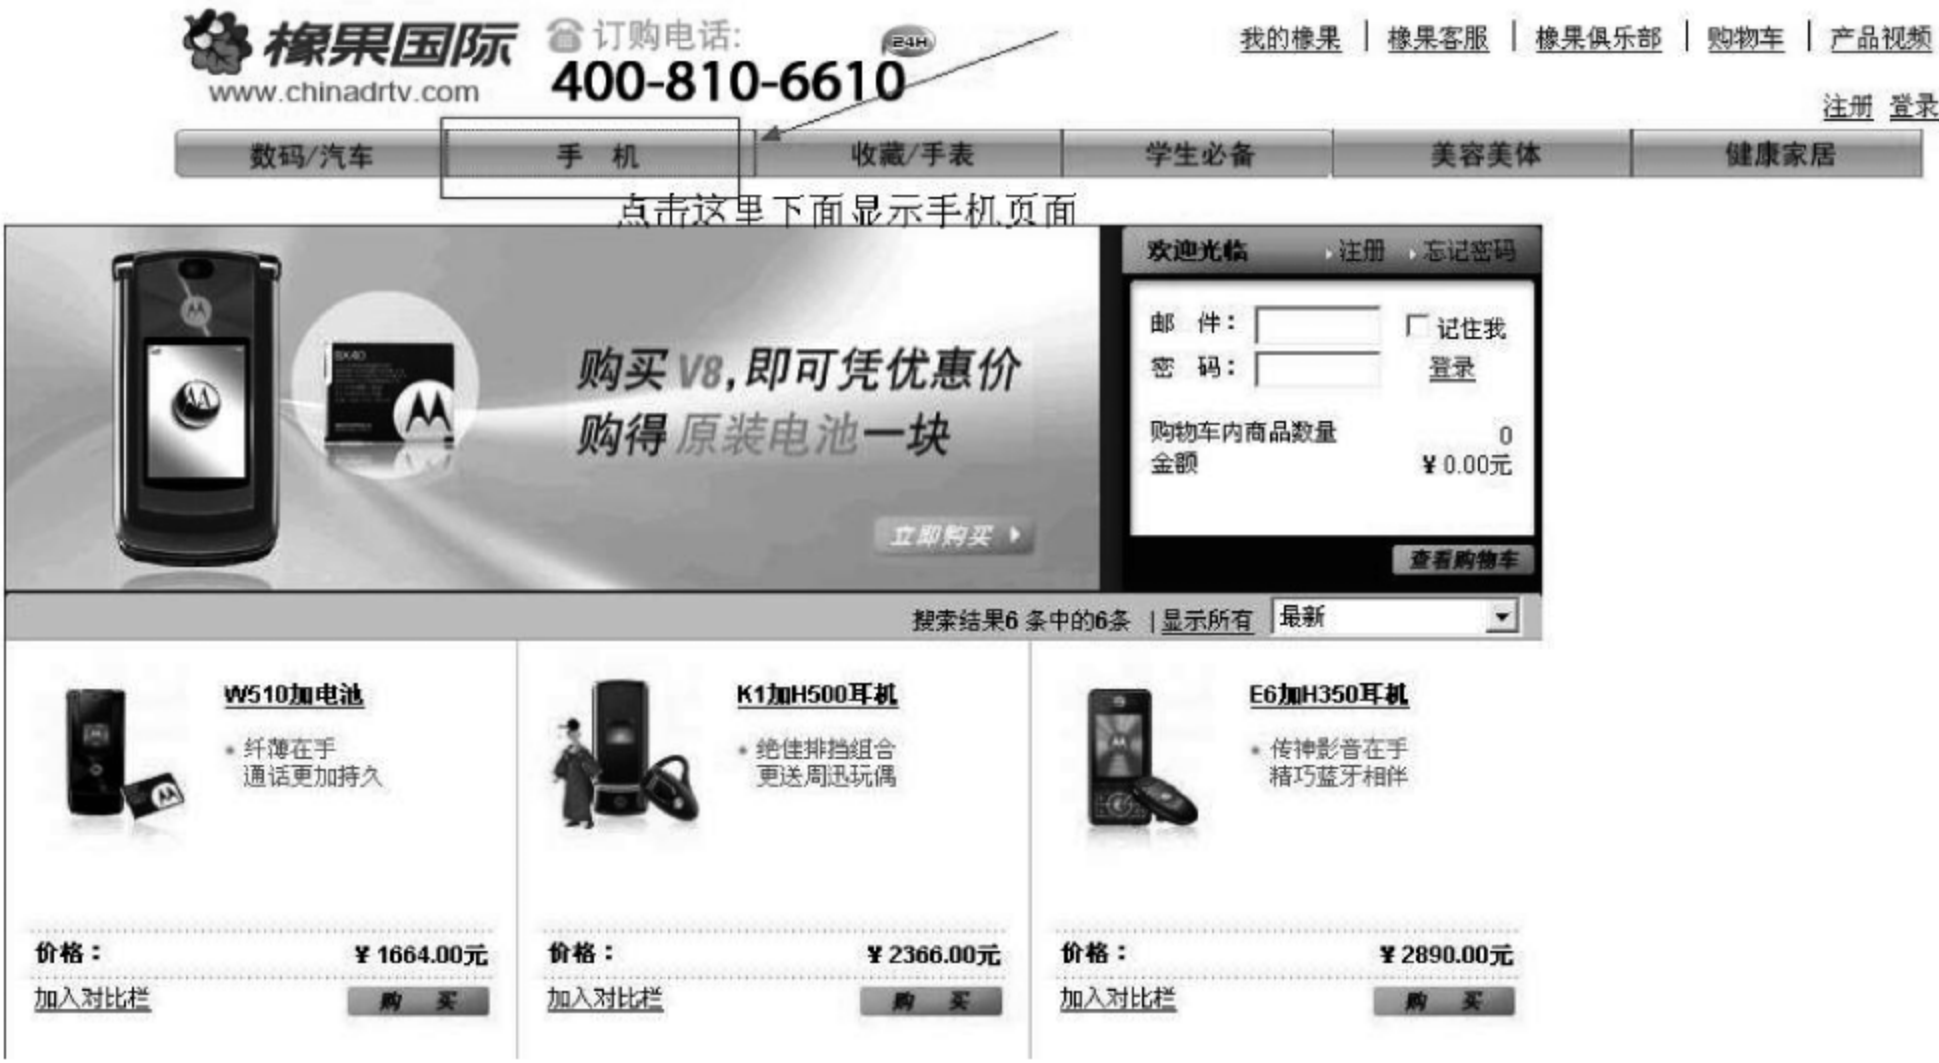 橡果国际
www.chinadrtv.com
订购电话:
24H
400-810-6610
我的橡果 | 橡果客服 | 橡果俱乐部 | 购物车 | 产品视频
注册 登录
数码/汽车 手 机 收藏/手表 学生必备 美容美体 健康家居
点击这里下面显示手机页面
购买 V8,即可凭优惠价
购得 原装电池一块
立即购买
BX40
欢迎光临 注册 忘记密码
邮 件: 记住我
密 码: 登录
购物车内商品数量 0
金额 ¥ 0.00元
查看购物车
搜索结果6 条中的6条 | 显示所有 最新
W510加电池
纤薄在手
通话更加持久
价格: ¥ 1664.00元
加入对比栏 购 买
K1加H500耳机
绝佳排挡组合
更送周迅玩偶
价格: ¥ 2366.00元
加入对比栏 购 买
E6加H350耳机
传神影音在手
精巧蓝牙相伴
价格: ¥ 2890.00元
加入对比栏 购 买